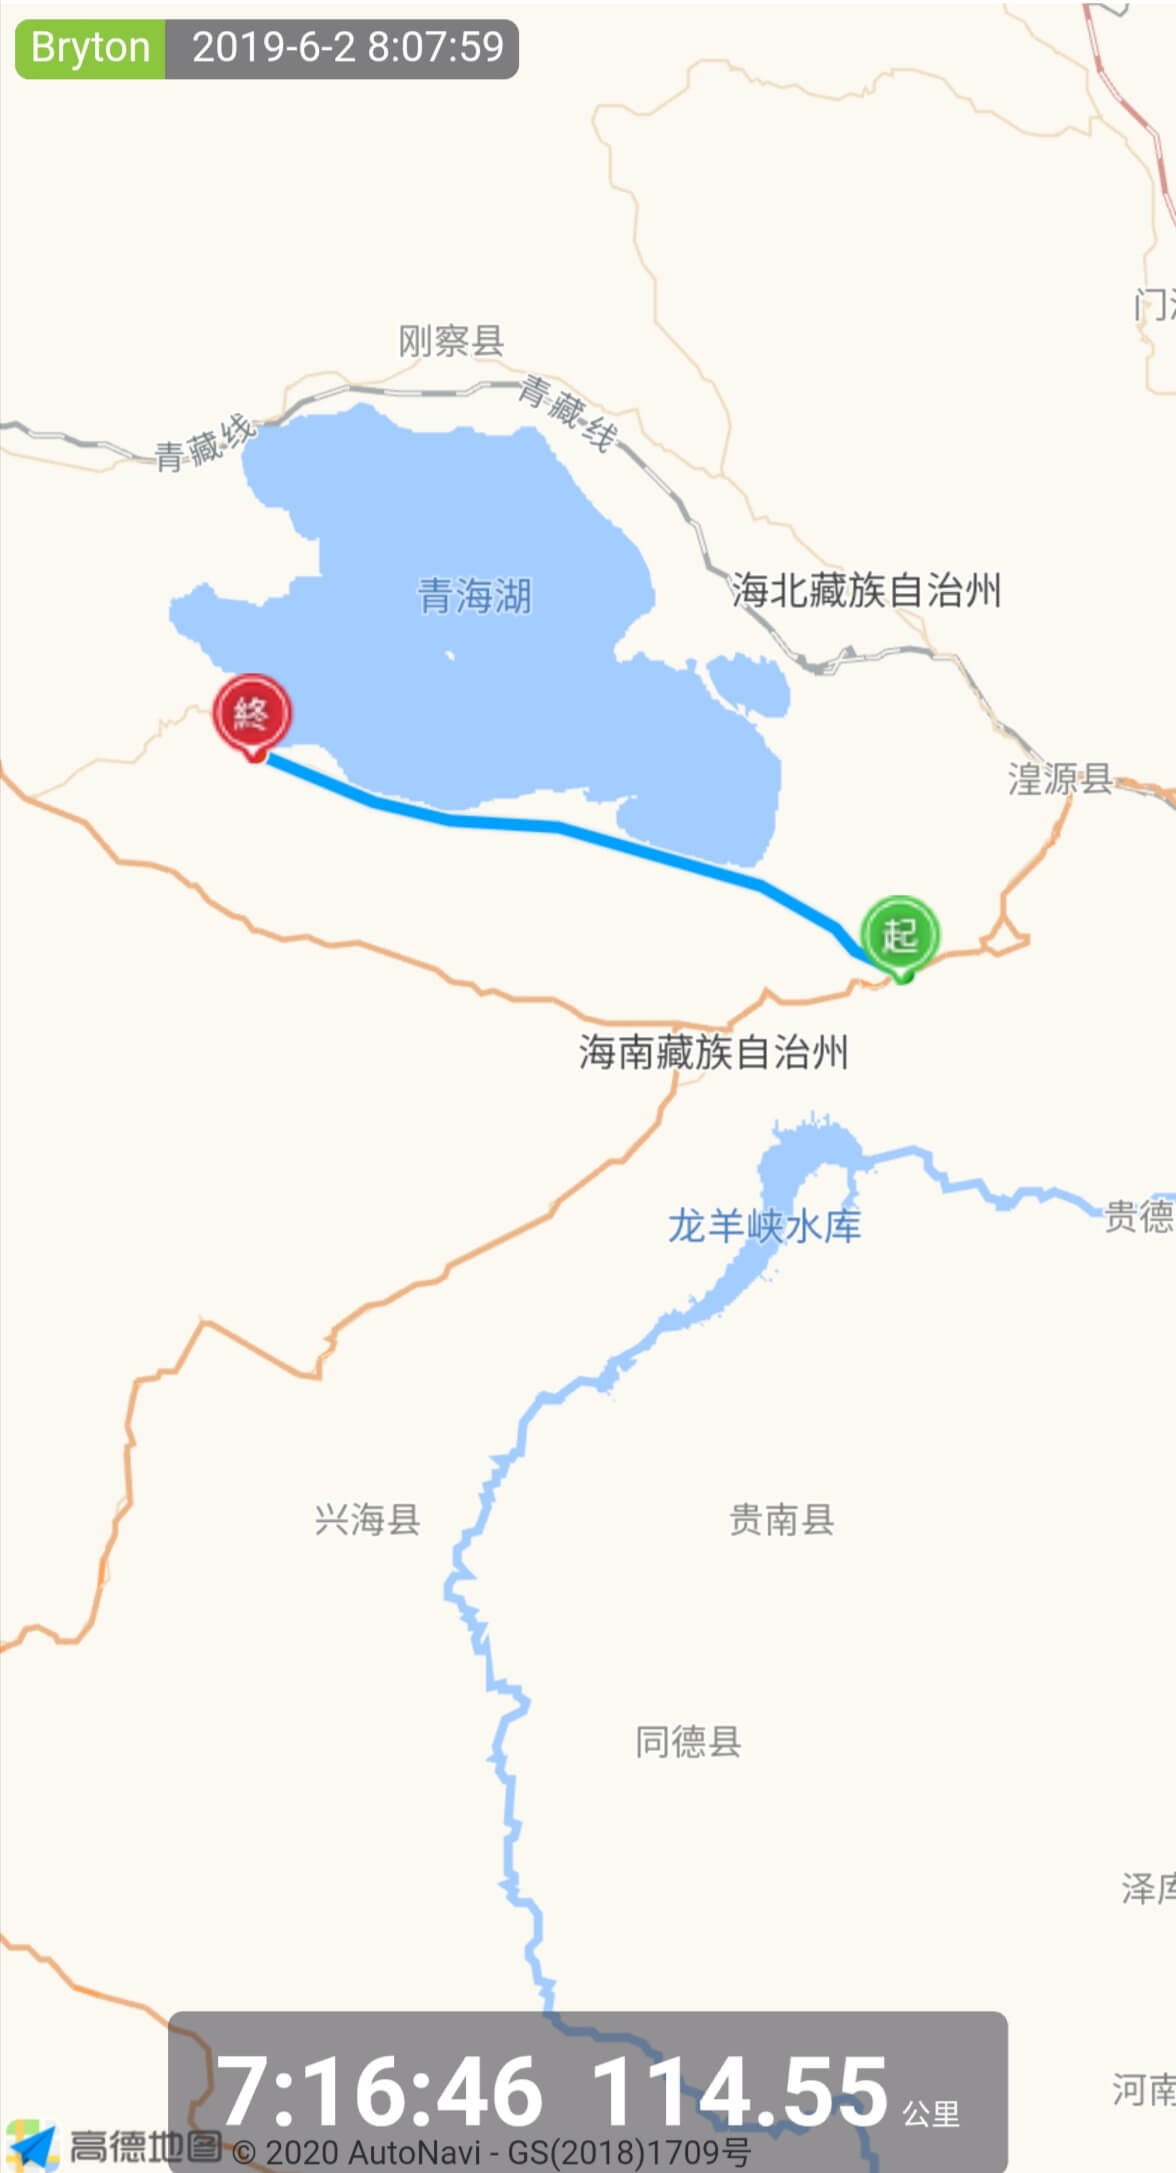 Bryton 2019-6-2 8:07:59
门
刚察县
青藏线
青藏线
青海湖
海北藏族自治州
終
湟源县
起
海南藏族自治州
龙羊峡水库
贵德
兴海县
贵南县
同德县
泽库
河南
7:16:46 114.55 公里
高德地图 © 2020 AutoNavi - GS(2018)1709号